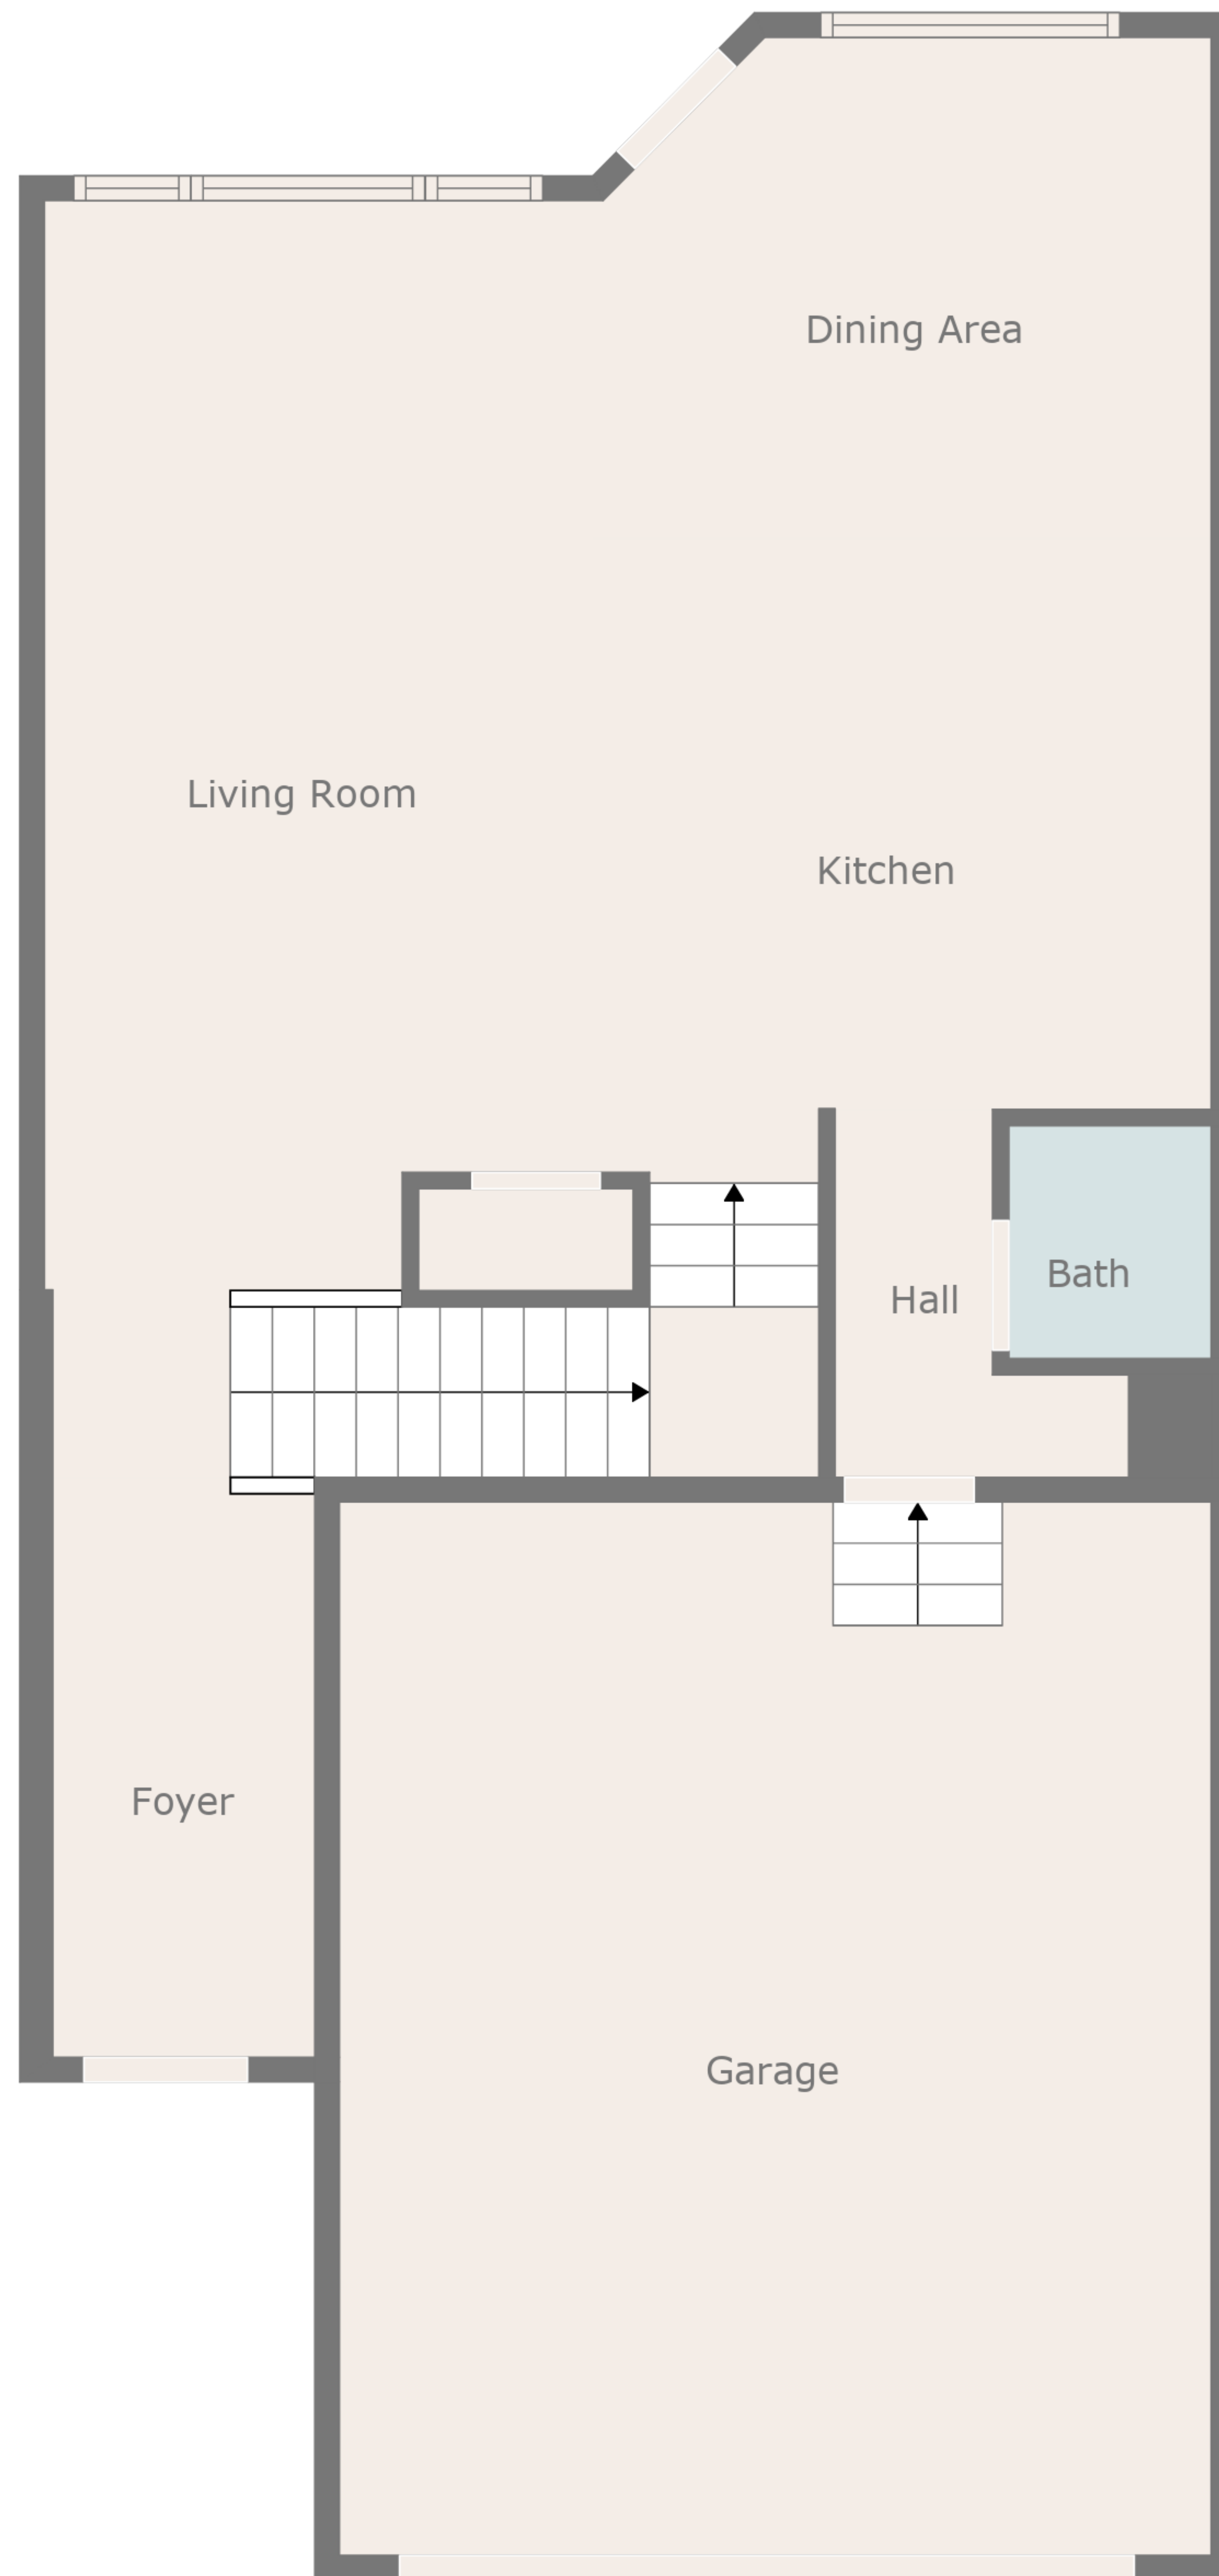 Dining Area
Living Room
Kitchen
Bath
Hall
Foyer
Garage